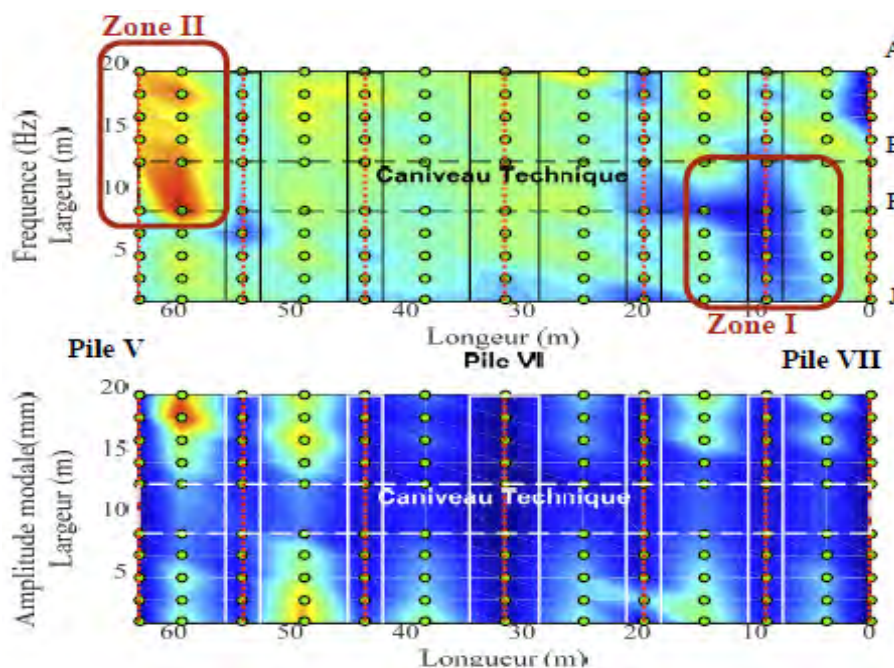 Zone II
20
15
10
5
Frequence (Hz)
Largeur (m)
Caniveau Technique
60 50 40 30 20 10 0
Longeur (m)
Zone I
Pile V Pile VI Pile VII
20
15
10
5
Amplitude modale(mm)
Largeur (m)
Caniveau Technique
60 50 40 30 20 10 0
Longueur (m)